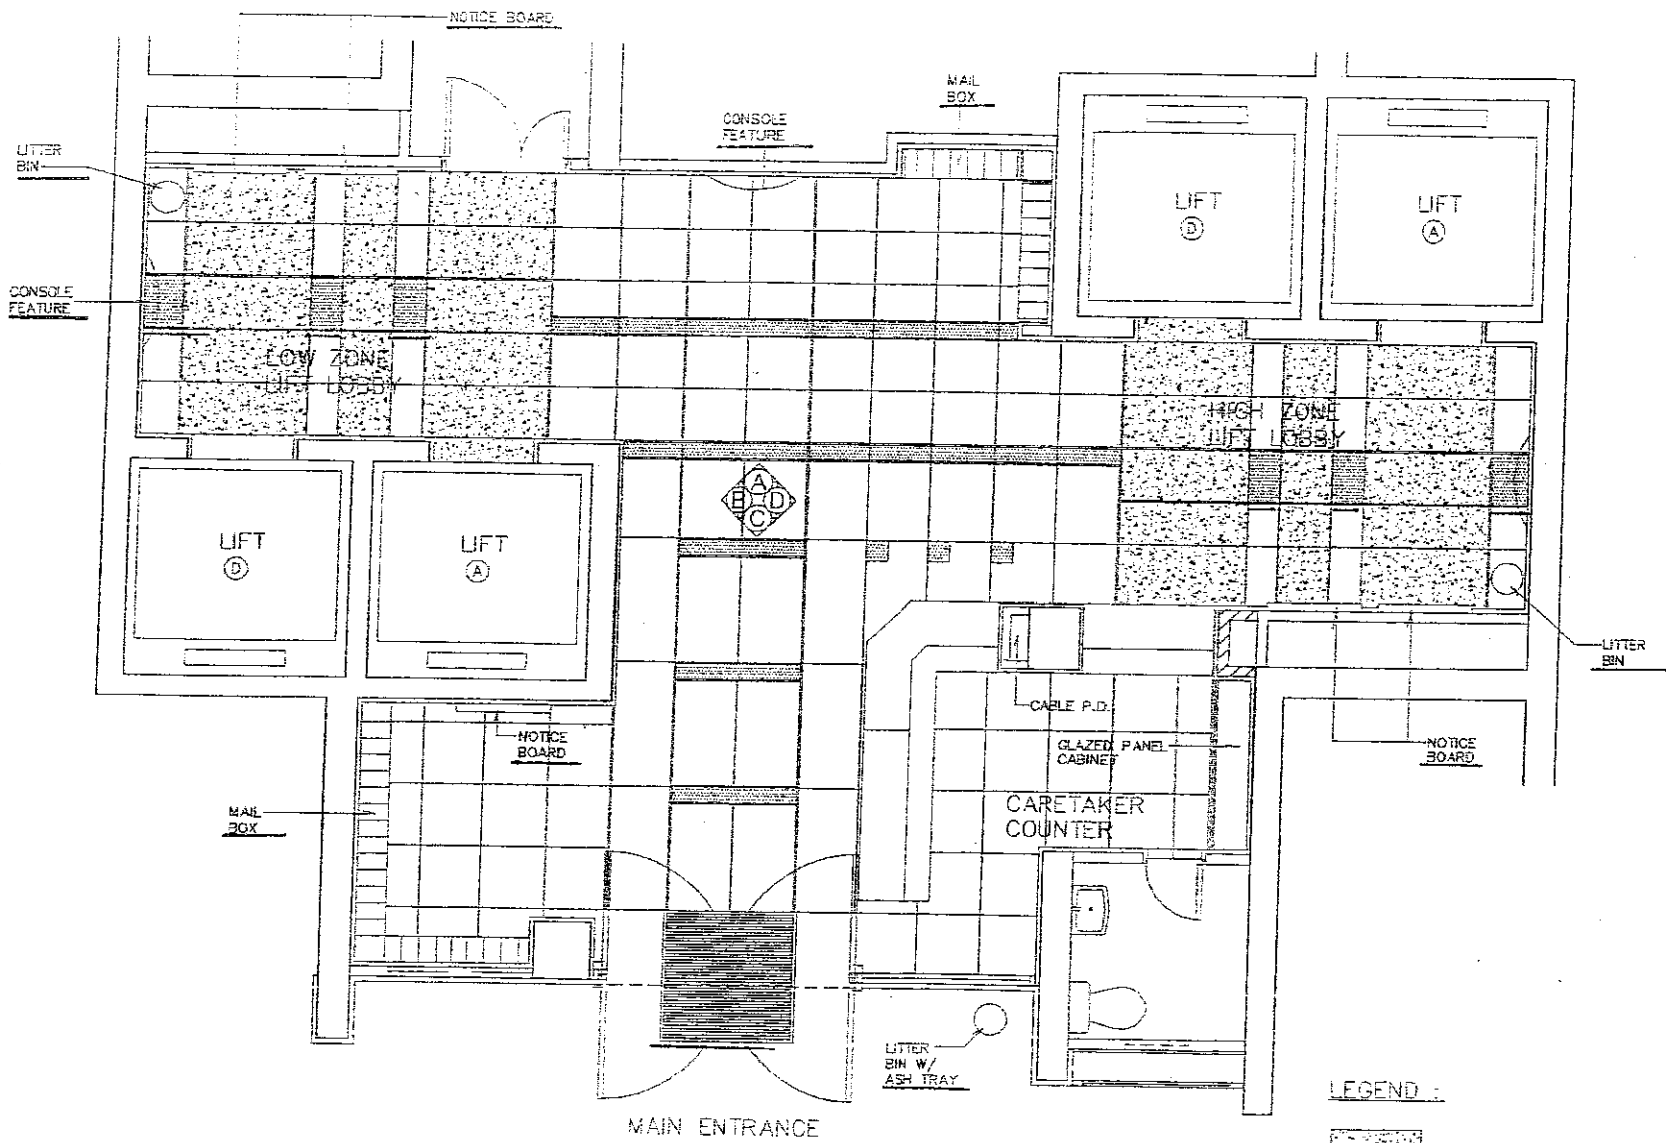 NOTICE BOARD
MAIL
BOX
CONSOLE
FEATURE
LITTER
BIN
LIFT
D
LIFT
A
CONSOLE
FEATURE
LOW ZONE
LIFT LOBBY
HIGH ZONE
LIFT LOBBY
A
B D
C
LIFT
D
LIFT
A
LITTER
BIN
CABLE P.D.
NOTICE
BOARD
GLAZED PANEL
CABINET
NOTICE
BOARD
MAIL
BOX
CARETAKER
COUNTER
LITTER
BIN W/
ASH TRAY
MAIN ENTRANCE
LEGEND :